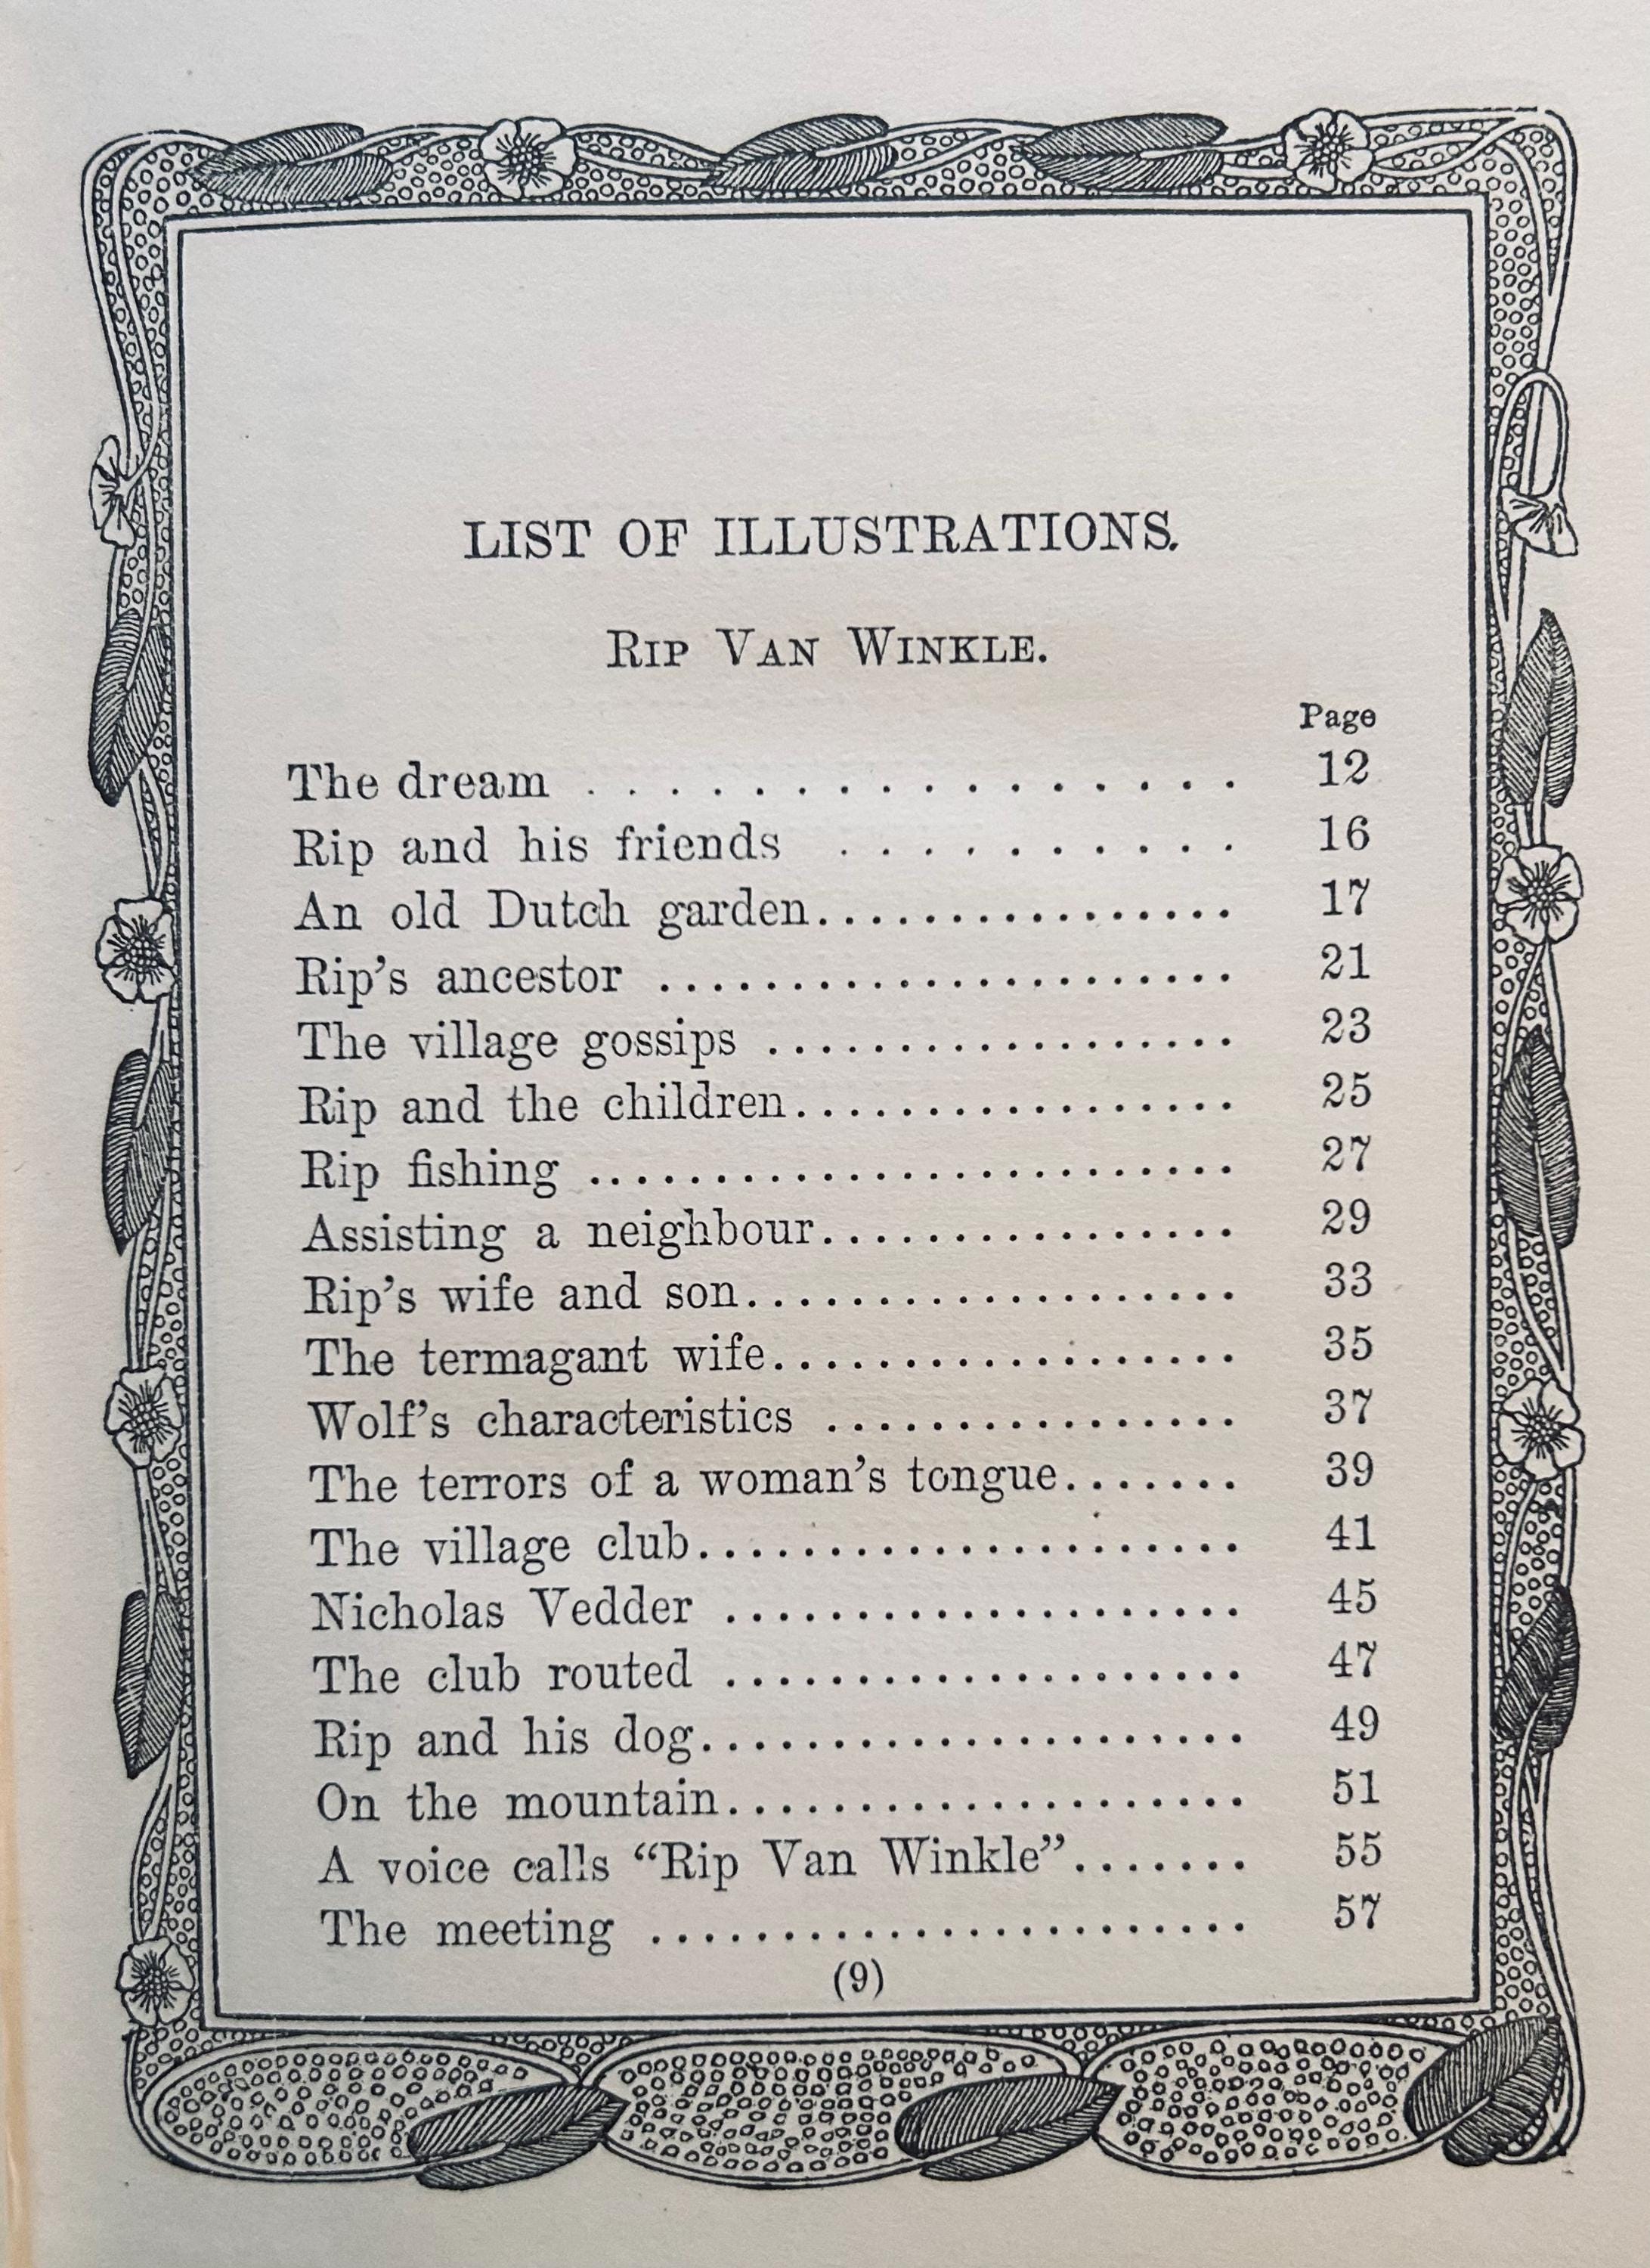 LIST OF ILLUSTRATIONS.
RIP VAN WINKLE.
Page
The dream . . . . . . . . . . . . . . . . 12
Rip and his friends . . . . . . . . . . 16
An old Dutch garden................ 17
Rip's ancestor ...................... 21
The village gossips .................. 23
Rip and the children................. 25
Rip fishing ......................... 27
Assisting a neighbour................ 29
Rip's wife and son................... 33
The termagant wife.................. 35
Wolf's characteristics ................ 37
The terrors of a woman's tongue....... 39
The village club..................... 41
Nicholas Vedder .................... 45
The club routed .................... 47
Rip and his dog..................... 49
On the mountain.................... 51
A voice calls “Rip Van Winkle”....... 55
The meeting ....................... 57
(9)